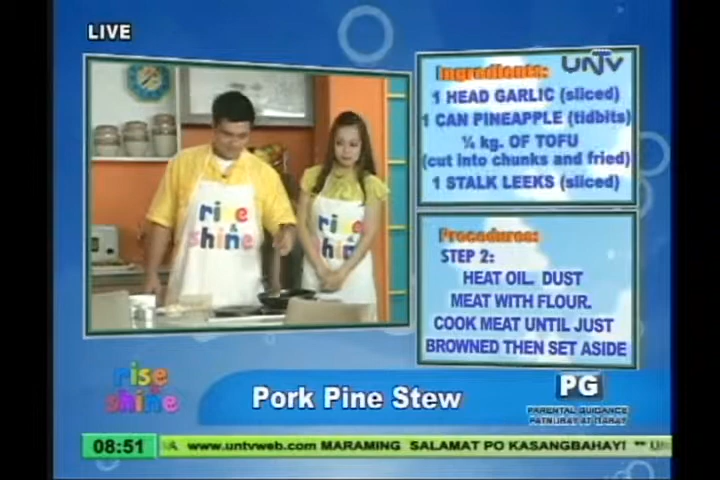 LIVE
UNTV
Ingredients:
1 HEAD GARLIC (sliced)
1 CAN PINEAPPLE (tidbits)
¼ kg. OF TOFU
(cut into chunks and fried)
1 STALK LEEKS (sliced)
rise & shine
rise & shine
Procedures:
STEP 2:
HEAT OIL. DUST
MEAT WITH FLOUR.
COOK MEAT UNTIL JUST
BROWNED THEN SET ASIDE
rise & shine
Pork Pine Stew
PG
PARENTAL GUIDANCE
PATNUBAY AT GABAY
08:51
www.untvweb.com MARAMING SALAMAT PO KASANGBAHAY! **